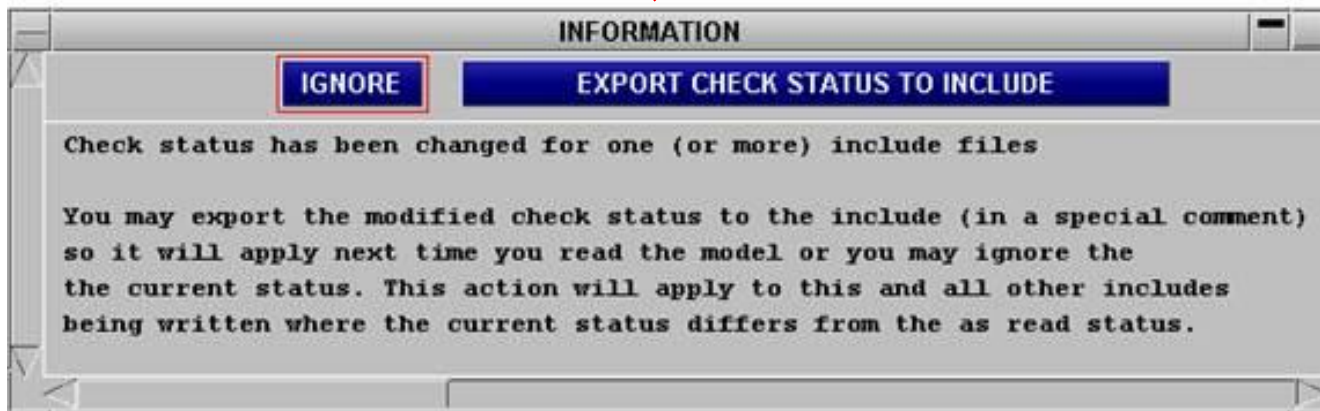 INFORMATION
IGNORE EXPORT CHECK STATUS TO INCLUDE
Check status has been changed for one (or more) include files
You may export the modified check status to the include (in a special comment)
so it will apply next time you read the model or you may ignore the
the current status. This action will apply to this and all other includes
being written where the current status differs from the as read status.